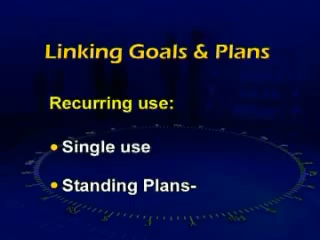 Linking Goals & Plans
Recurring use:
• Single use
• Standing Plans-